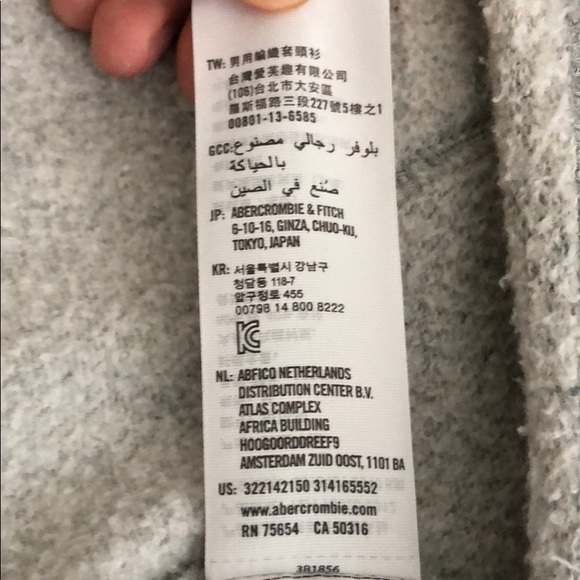 TW: 男用編織套頭衫
台灣愛芙趣有限公司
(106)台北市大安區
羅斯福路三段227號5樓之1
00801-13-6585
GCC: بلوفر رجالي مصنوع
بالحياكة
صُنع في الصين
JP: ABERCROMBIE & FITCH
6-10-16, GINZA, CHUO-KU,
TOKYO, JAPAN
KR: 서울특별시 강남구
청담동 118-7
압구정로 455
00798 14 800 8222
KC
NL: ABFICO NETHERLANDS
DISTRIBUTION CENTER B.V.
ATLAS COMPLEX
AFRICA BUILDING
HOOGOORDDREEF9
AMSTERDAM ZUID OOST, 1101 BA
US: 322142150 314165552
www.abercrombie.com
RN 75654 CA 50316
381856